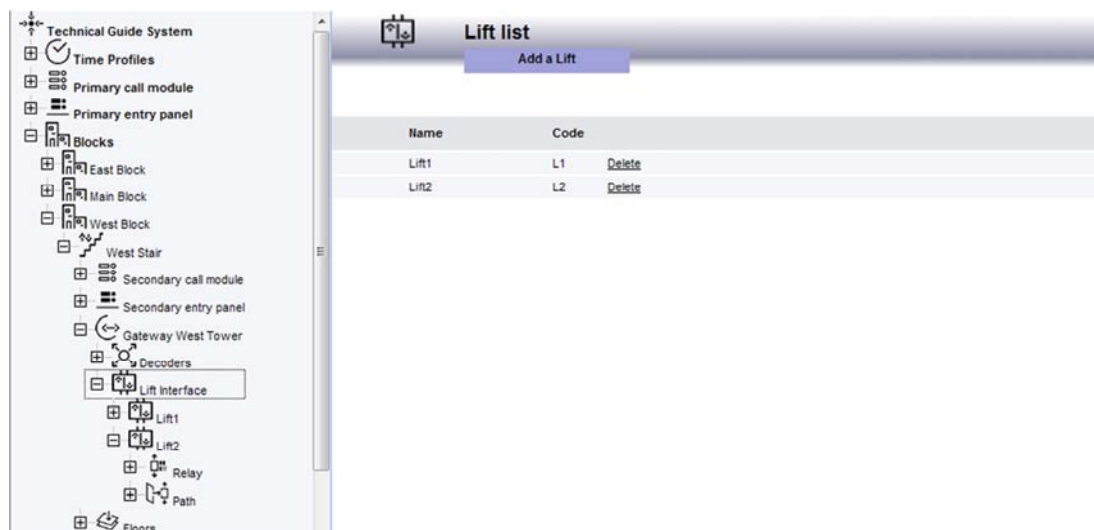 Technical Guide System
Time Profiles
Primary call module
Primary entry panel
Blocks
East Block
Main Block
West Block
West Stair
Secondary call module
Secondary entry panel
Gateway West Tower
Decoders
Lift Interface
Lift1
Lift2
Relay
Path
Floors
Lift list
Add a Lift
Name Code
Lift1 L1 Delete
Lift2 L2 Delete